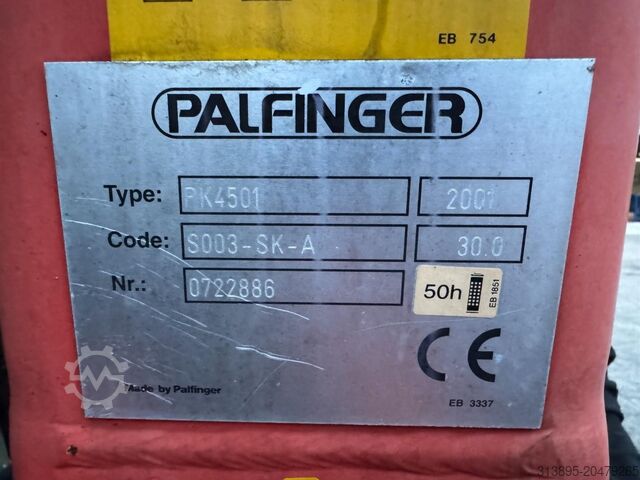 EB 754
PALFINGER
Type: PK4501 2001
Code: S003-SK-A 30.0
Nr.: 0722886
50h EB 1851
Made by Palfinger
EB 3337
CE
313895-20479265